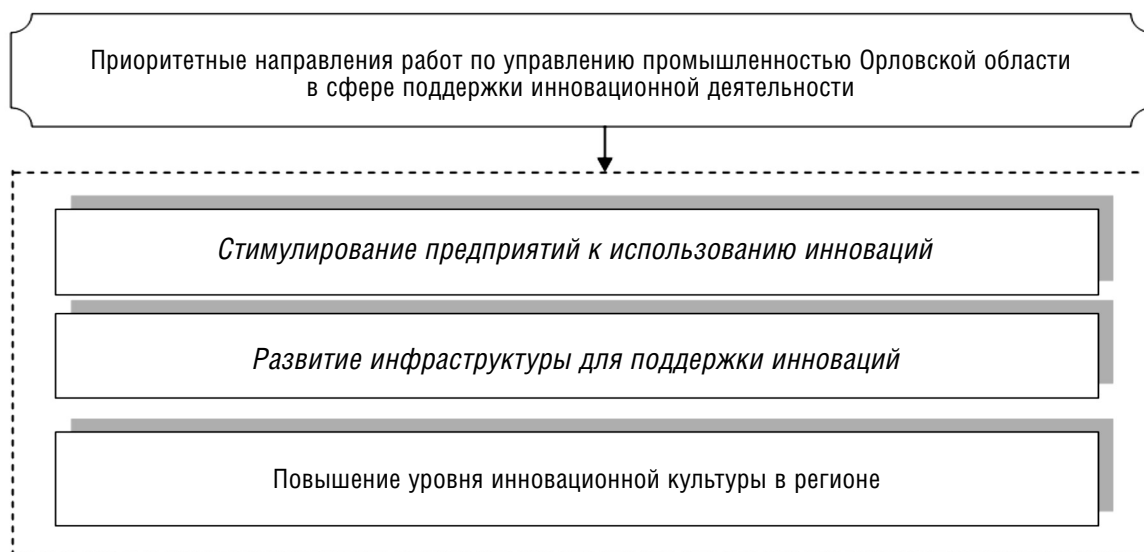 Приоритетные направления работ по управлению промышленностью Орловской области
в сфере поддержки инновационной деятельности
Стимулирование предприятий к использованию инноваций
Развитие инфраструктуры для поддержки инноваций
Повышение уровня инновационной культуры в регионе